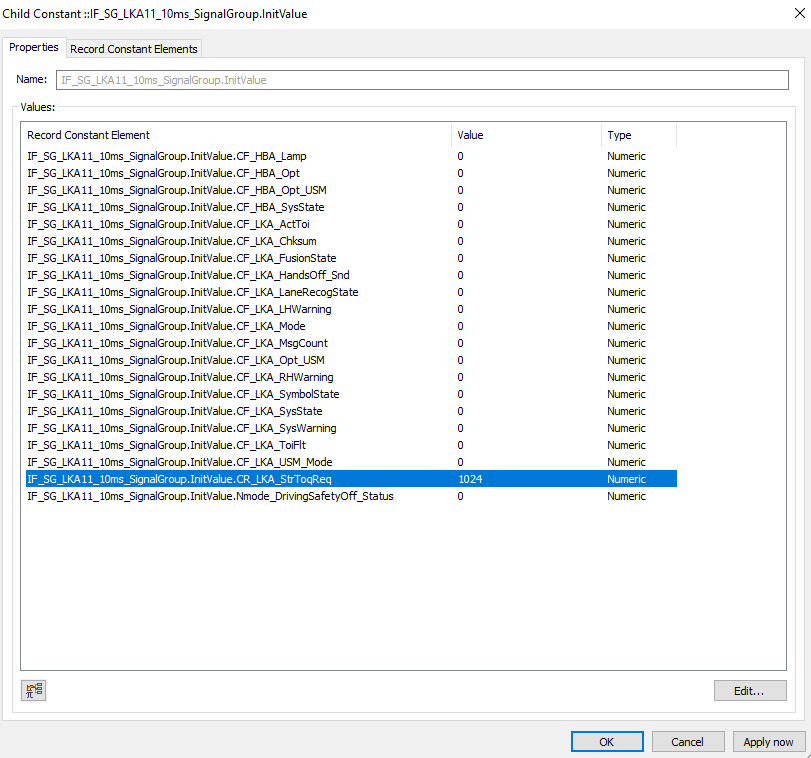 Child Constant ::IF_SG_LKA11_10ms_SignalGroup.InitValue
Properties Record Constant Elements
Name: IF_SG_LKA11_10ms_SignalGroup.InitValue
Values:
Record Constant Element Value Type
IF_SG_LKA11_10ms_SignalGroup.InitValue.CF_HBA_Lamp 0 Numeric
IF_SG_LKA11_10ms_SignalGroup.InitValue.CF_HBA_Opt 0 Numeric
IF_SG_LKA11_10ms_SignalGroup.InitValue.CF_HBA_Opt_USM 0 Numeric
IF_SG_LKA11_10ms_SignalGroup.InitValue.CF_HBA_SysState 0 Numeric
IF_SG_LKA11_10ms_SignalGroup.InitValue.CF_LKA_ActToi 0 Numeric
IF_SG_LKA11_10ms_SignalGroup.InitValue.CF_LKA_Chksum 0 Numeric
IF_SG_LKA11_10ms_SignalGroup.InitValue.CF_LKA_FusionState 0 Numeric
IF_SG_LKA11_10ms_SignalGroup.InitValue.CF_LKA_HandsOff_Snd 0 Numeric
IF_SG_LKA11_10ms_SignalGroup.InitValue.CF_LKA_LaneRecogState 0 Numeric
IF_SG_LKA11_10ms_SignalGroup.InitValue.CF_LKA_LHWarning 0 Numeric
IF_SG_LKA11_10ms_SignalGroup.InitValue.CF_LKA_Mode 0 Numeric
IF_SG_LKA11_10ms_SignalGroup.InitValue.CF_LKA_MsgCount 0 Numeric
IF_SG_LKA11_10ms_SignalGroup.InitValue.CF_LKA_Opt_USM 0 Numeric
IF_SG_LKA11_10ms_SignalGroup.InitValue.CF_LKA_RHWarning 0 Numeric
IF_SG_LKA11_10ms_SignalGroup.InitValue.CF_LKA_SymbolState 0 Numeric
IF_SG_LKA11_10ms_SignalGroup.InitValue.CF_LKA_SysState 0 Numeric
IF_SG_LKA11_10ms_SignalGroup.InitValue.CF_LKA_SysWarning 0 Numeric
IF_SG_LKA11_10ms_SignalGroup.InitValue.CF_LKA_ToiFlt 0 Numeric
IF_SG_LKA11_10ms_SignalGroup.InitValue.CF_LKA_USM_Mode 0 Numeric
IF_SG_LKA11_10ms_SignalGroup.InitValue.CR_LKA_StrToqReq 1024 Numeric
IF_SG_LKA11_10ms_SignalGroup.InitValue.Nmode_DrivingSafetyOff_Status 0 Numeric
Edit...
OK Cancel Apply now